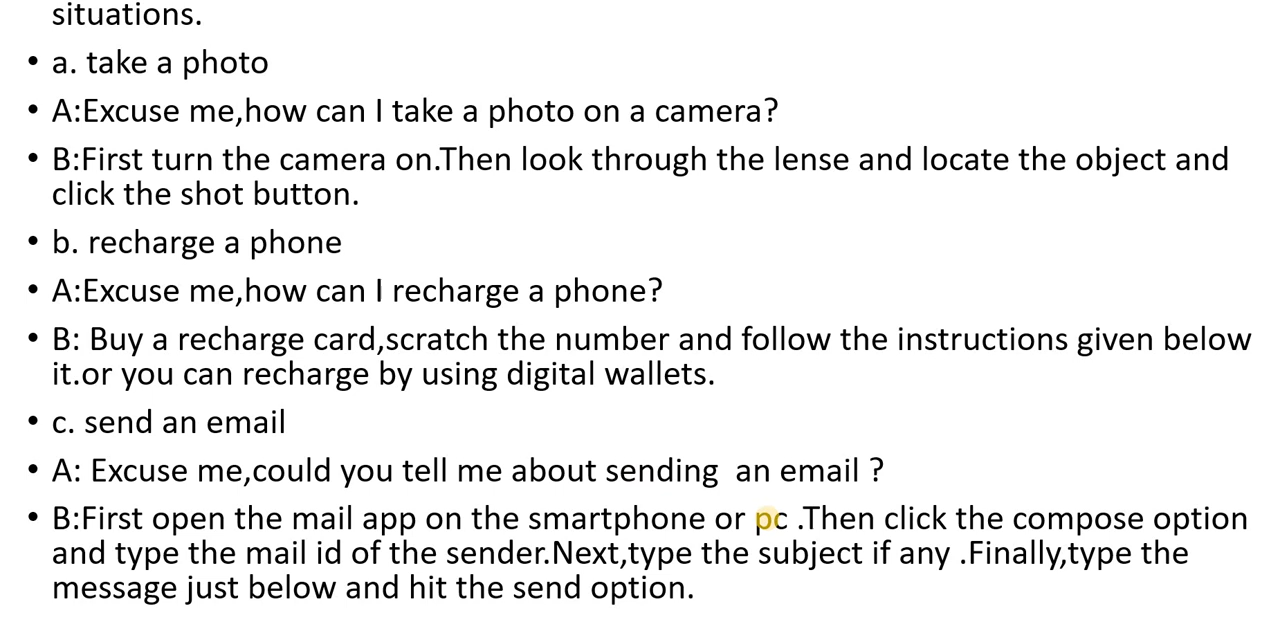 situations.
• a. take a photo
• A:Excuse me,how can I take a photo on a camera?
• B:First turn the camera on.Then look through the lense and locate the object and
click the shot button.
• b. recharge a phone
• A:Excuse me,how can I recharge a phone?
• B: Buy a recharge card,scratch the number and follow the instructions given below
it.or you can recharge by using digital wallets.
• c. send an email
• A: Excuse me,could you tell me about sending  an email ?
• B:First open the mail app on the smartphone or pc .Then click the compose option
and type the mail id of the sender.Next,type the subject if any .Finally,type the
message just below and hit the send option.